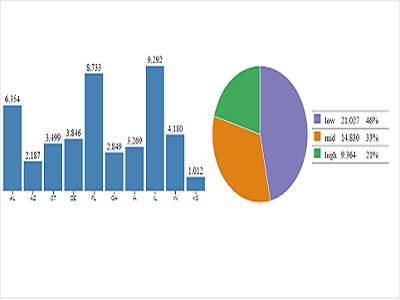 6,354 2,187 3,499 3,846 8,733 2,849 3,269 9,292 4,180 1,012
AL AZ CT DE FL GA IA IL IN KS
low 21,027 46%
mid 14,830 33%
high 9,364 21%